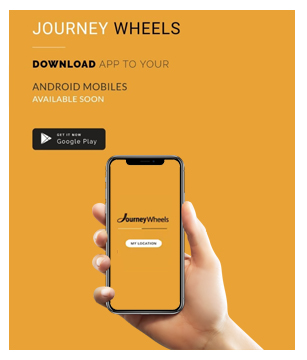 JOURNEY WHEELS
DOWNLOAD APP TO YOUR
ANDROID MOBILES
AVAILABLE SOON
GET IT NOW
Google Play
JourneyWheels
MY LOCATION